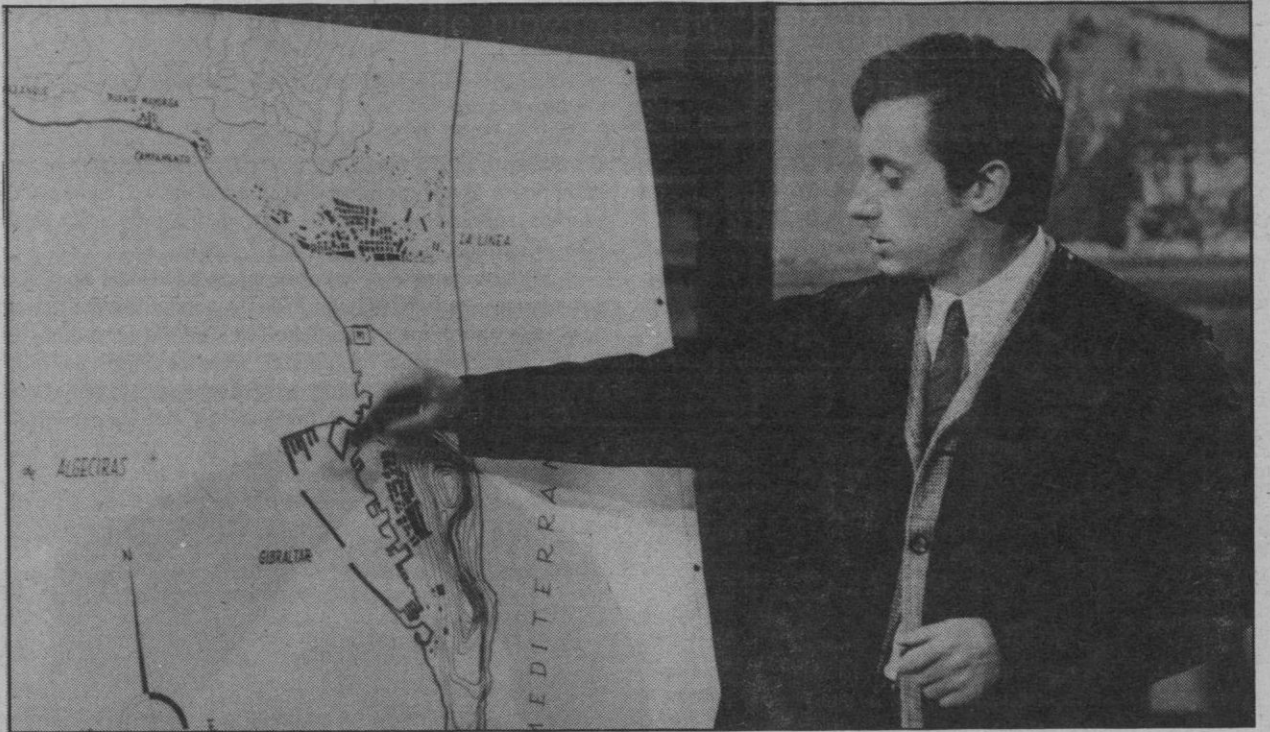 PUENTE MAYORGA
CAMPAMENTO
LA LINEA
ALGECIRAS
N
GIBRALTAR
MEDITERRA